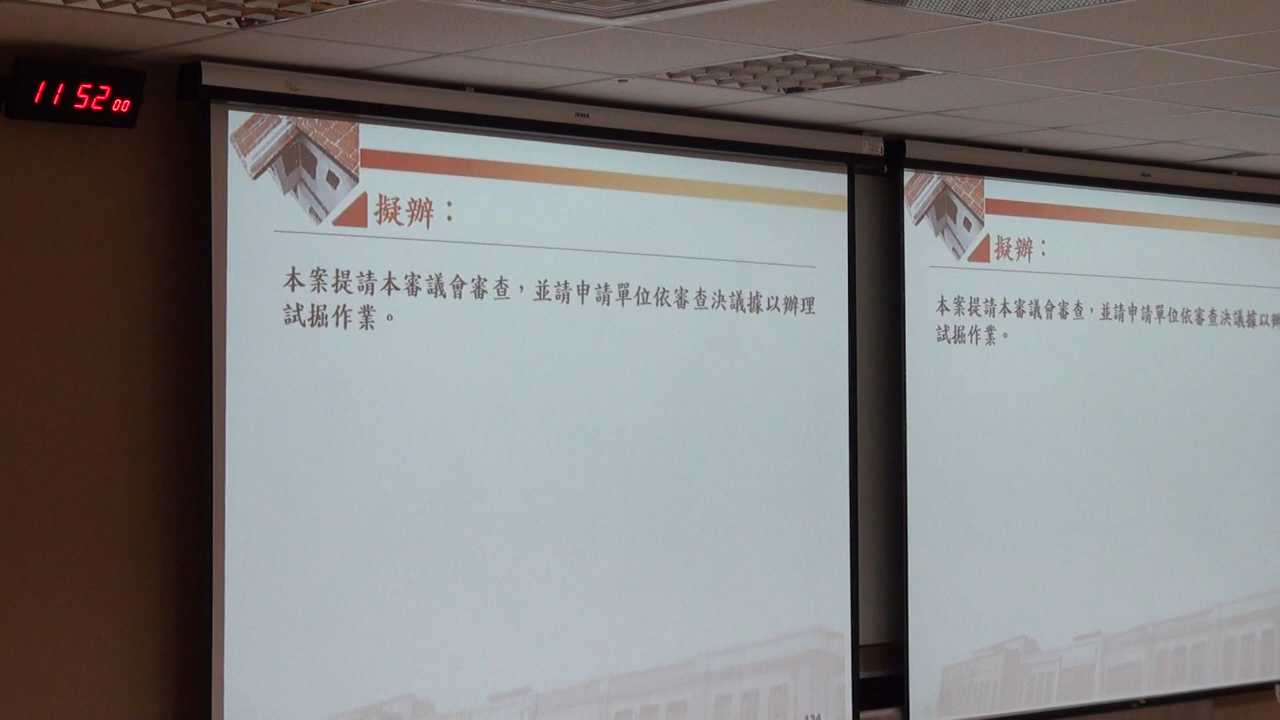 11 52 00
擬辦：
本案提請本審議會審查，並請申請單位依審查決議據以辦理
試掘作業。
擬辦：
本案提請本審議會審查，並請申請單位依審查決議據以辦
試掘作業。